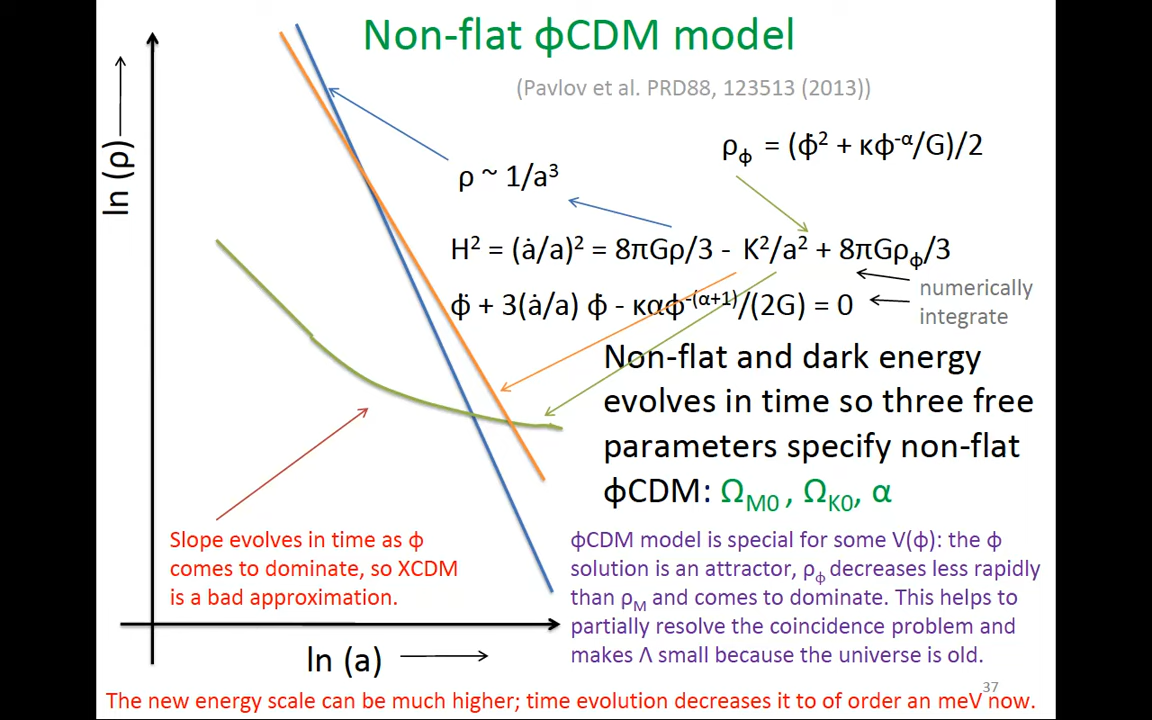 Non-flat ϕCDM model
(Pavlov et al. PRD88, 123513 (2013))
ln (ρ)
ρ_ϕ = (ϕ̇² + κϕ^-α/G)/2
ρ ~ 1/a³
H² = (ȧ/a)² = 8πGρ/3 - K²/a² + 8πGρ_ϕ/3
ϕ̈ + 3(ȧ/a) ϕ̇ - καϕ^-(α+1)/(2G) = 0
numerically
integrate
Non-flat and dark energy
evolves in time so three free
parameters specify non-flat
ϕCDM: Ω_M0 , Ω_K0, α
Slope evolves in time as ϕ
comes to dominate, so XCDM
is a bad approximation.
ϕCDM model is special for some V(ϕ): the ϕ
solution is an attractor, ρ_ϕ decreases less rapidly
than ρ_M and comes to dominate. This helps to
partially resolve the coincidence problem and
makes Λ small because the universe is old.
ln (a)
37
The new energy scale can be much higher; time evolution decreases it to of order an meV now.